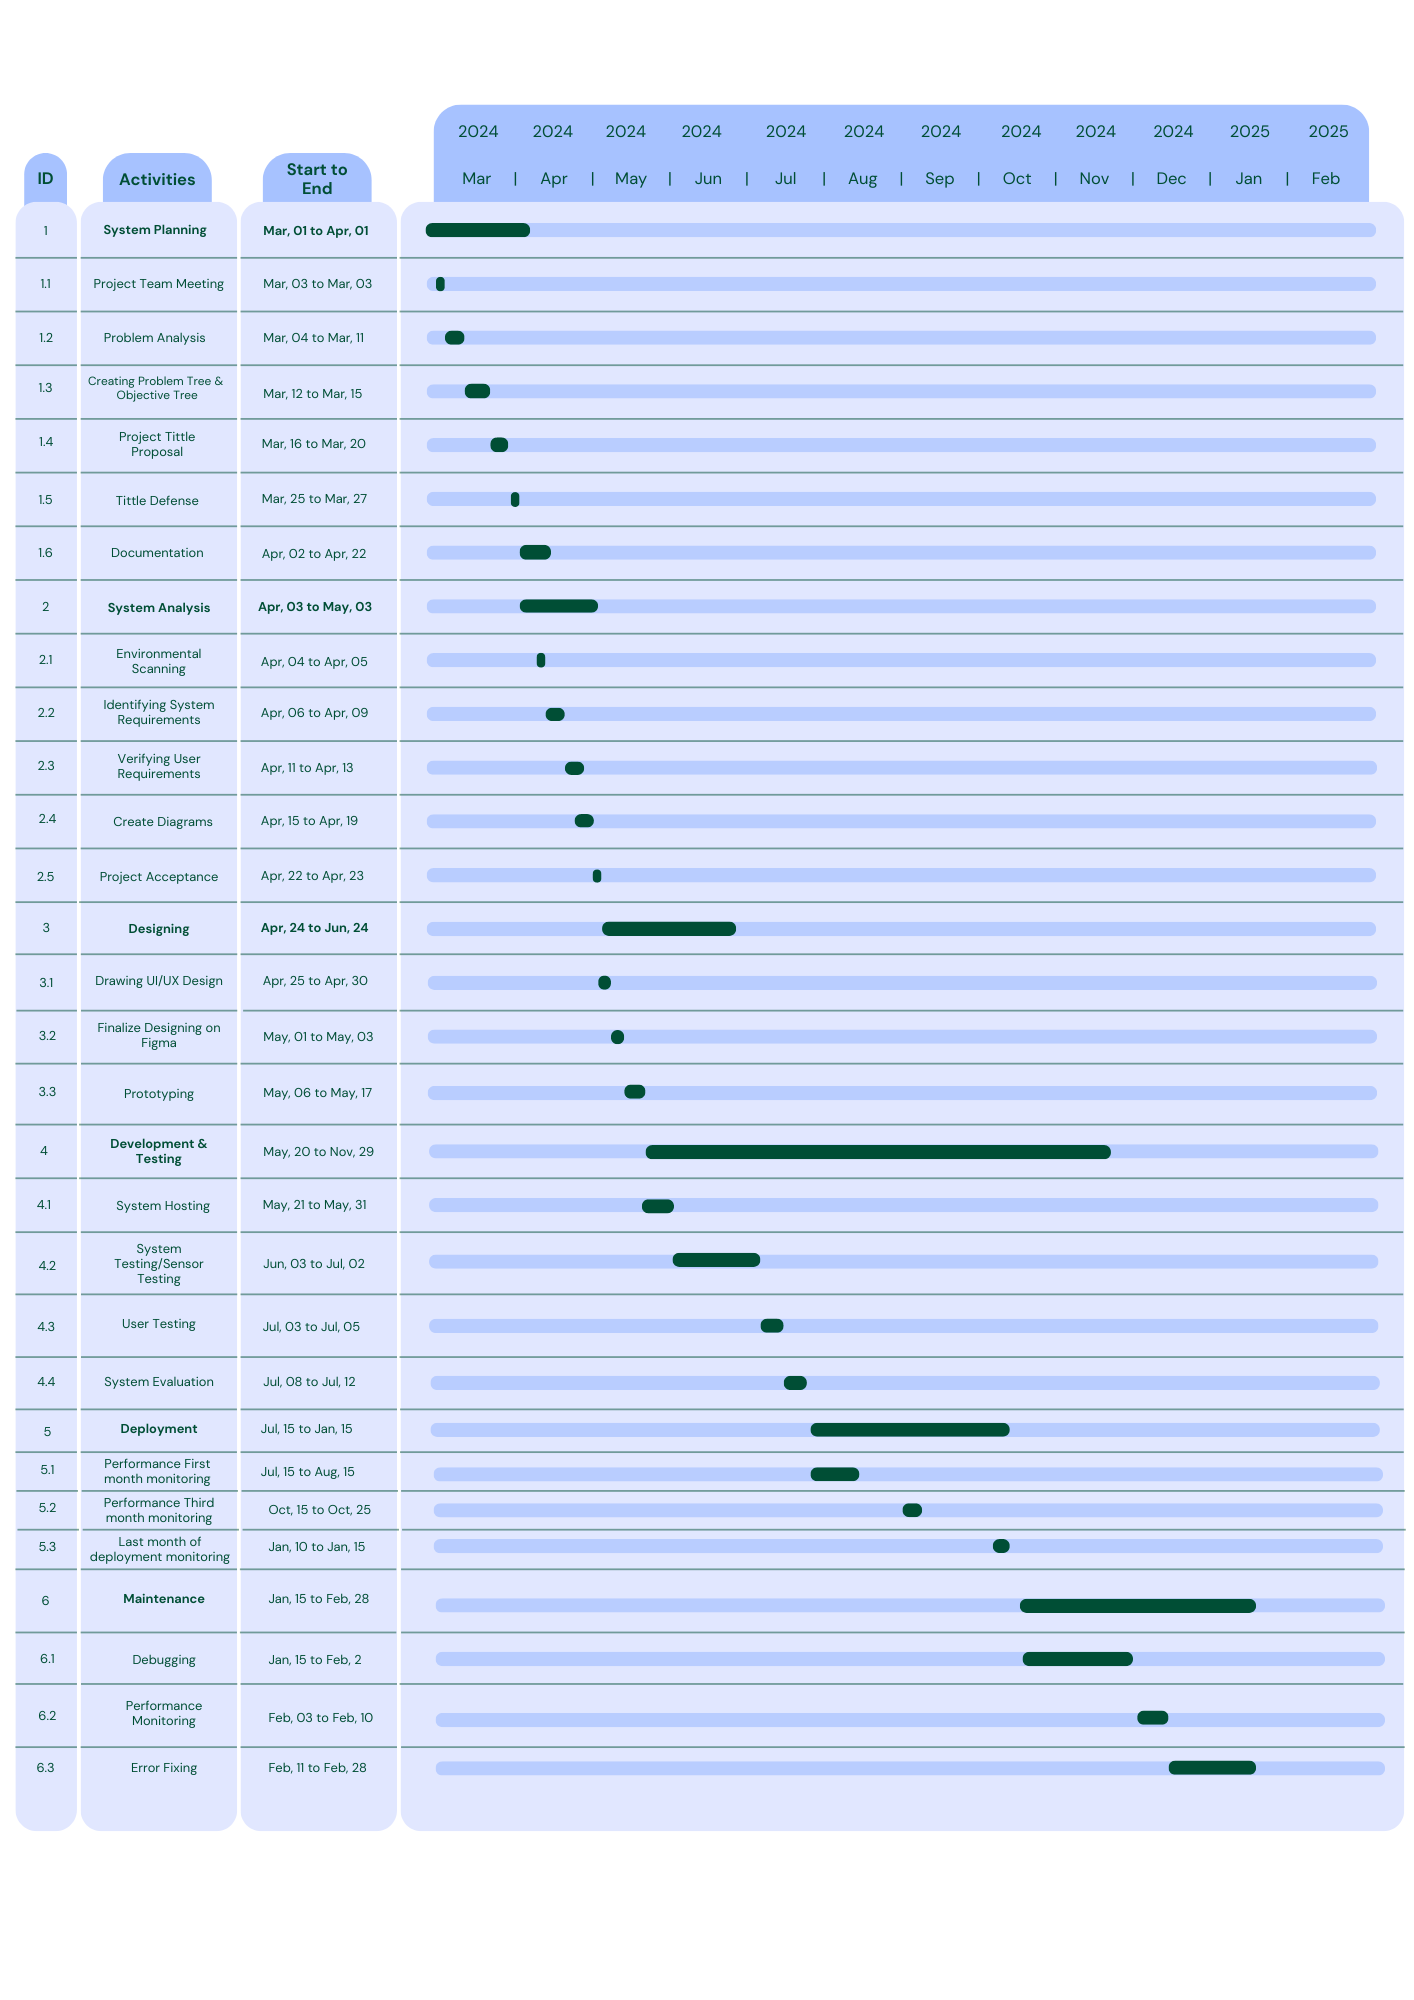 2024 2024 2024 2024 2024 2024 2024 2024 2024 2024 2025 2025
Mar | Apr | May | Jun | Jul | Aug | Sep | Oct | Nov | Dec | Jan | Feb
ID
Activities
Start to
End
1 System Planning Mar, 01 to Apr, 01
1.1 Project Team Meeting Mar, 03 to Mar, 03
1.2 Problem Analysis Mar, 04 to Mar, 11
1.3 Creating Problem Tree &
Objective Tree Mar, 12 to Mar, 15
1.4 Project Tittle
Proposal Mar, 16 to Mar, 20
1.5 Tittle Defense Mar, 25 to Mar, 27
1.6 Documentation Apr, 02 to Apr, 22
2 System Analysis Apr, 03 to May, 03
2.1 Environmental
Scanning Apr, 04 to Apr, 05
2.2 Identifying System
Requirements Apr, 06 to Apr, 09
2.3 Verifying User
Requirements Apr, 11 to Apr, 13
2.4 Create Diagrams Apr, 15 to Apr, 19
2.5 Project Acceptance Apr, 22 to Apr, 23
3 Designing Apr, 24 to Jun, 24
3.1 Drawing UI/UX Design Apr, 25 to Apr, 30
3.2 Finalize Designing on
Figma May, 01 to May, 03
3.3 Prototyping May, 06 to May, 17
4 Development &
Testing May, 20 to Nov, 29
4.1 System Hosting May, 21 to May, 31
4.2 System
Testing/Sensor
Testing Jun, 03 to Jul, 02
4.3 User Testing Jul, 03 to Jul, 05
4.4 System Evaluation Jul, 08 to Jul, 12
5 Deployment Jul, 15 to Jan, 15
5.1 Performance First
month monitoring Jul, 15 to Aug, 15
5.2 Performance Third
month monitoring Oct, 15 to Oct, 25
5.3 Last month of
deployment monitoring Jan, 10 to Jan, 15
6 Maintenance Jan, 15 to Feb, 28
6.1 Debugging Jan, 15 to Feb, 2
6.2 Performance
Monitoring Feb, 03 to Feb, 10
6.3 Error Fixing Feb, 11 to Feb, 28